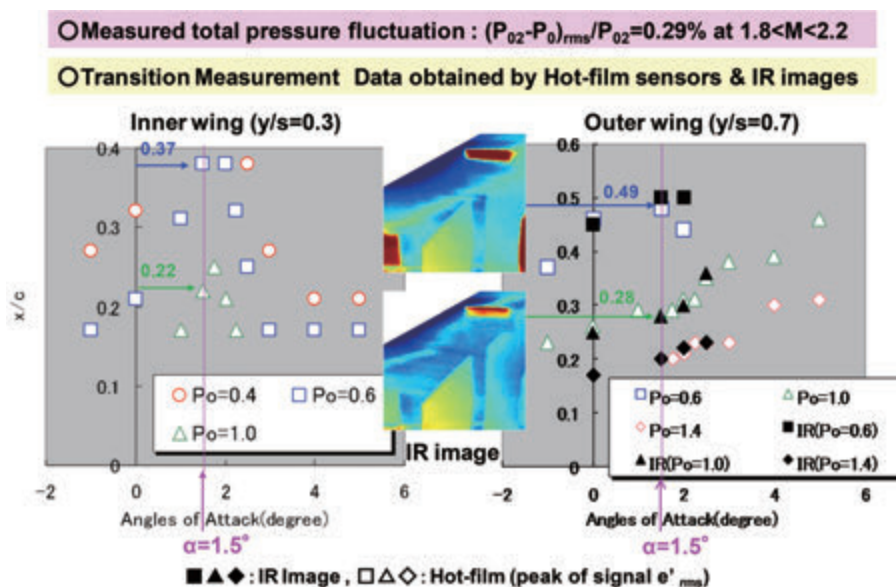 ○Measured total pressure fluctuation : (P02-P0)rms/P02=0.29% at 1.8<M<2.2
○Transition Measurement Data obtained by Hot-film sensors & IR images
Inner wing (y/s=0.3)
0.4
0.3
0.2
0.1
0
x/c
0.37
0.22
○ Po=0.4 □ Po=0.6
△ Po=1.0
-2 0 2 4 6
Angles of Attack(degree)
α=1.5°
IR image
Outer wing (y/s=0.7)
0.6
0.5
0.4
0.3
0.2
0.1
0
0.49
0.28
□ Po=0.6 △ Po=1.0
◇ Po=1.4 ■ IR(Po=0.6)
▲ IR(Po=1.0) ◆ IR(Po=1.4)
-2 0 2 4 6
Angles of Attack(degree)
α=1.5°
■▲◆: IR Image , □△◇: Hot-film (peak of signal e'rms)